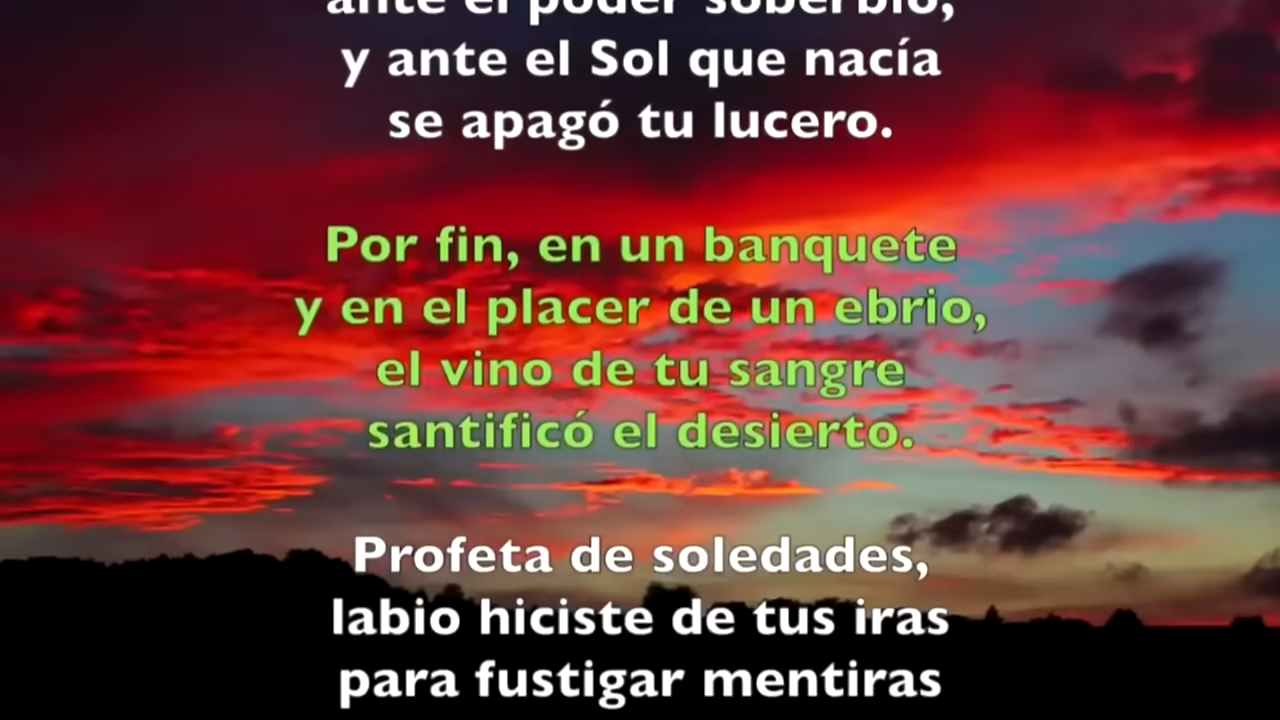 ante el poder soberbio,
y ante el Sol que nacía
se apagó tu lucero.
Por fin, en un banquete
y en el placer de un ebrio,
el vino de tu sangre
santificó el desierto.
Profeta de soledades,
labio hiciste de tus iras
para fustigar mentiras